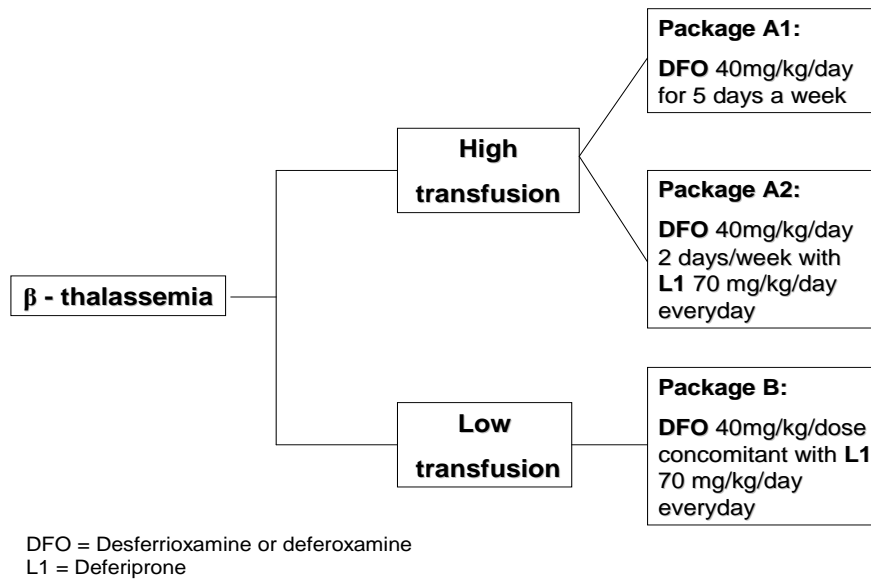 Package A1:
DFO 40mg/kg/day
for 5 days a week
High
transfusion
Package A2:
DFO 40mg/kg/day
2 days/week with
L1 70 mg/kg/day
everyday
β - thalassemia
Package B:
DFO 40mg/kg/dose
concomitant with L1
70 mg/kg/day
everyday
Low
transfusion
DFO = Desferrioxamine or deferoxamine
L1 = Deferiprone